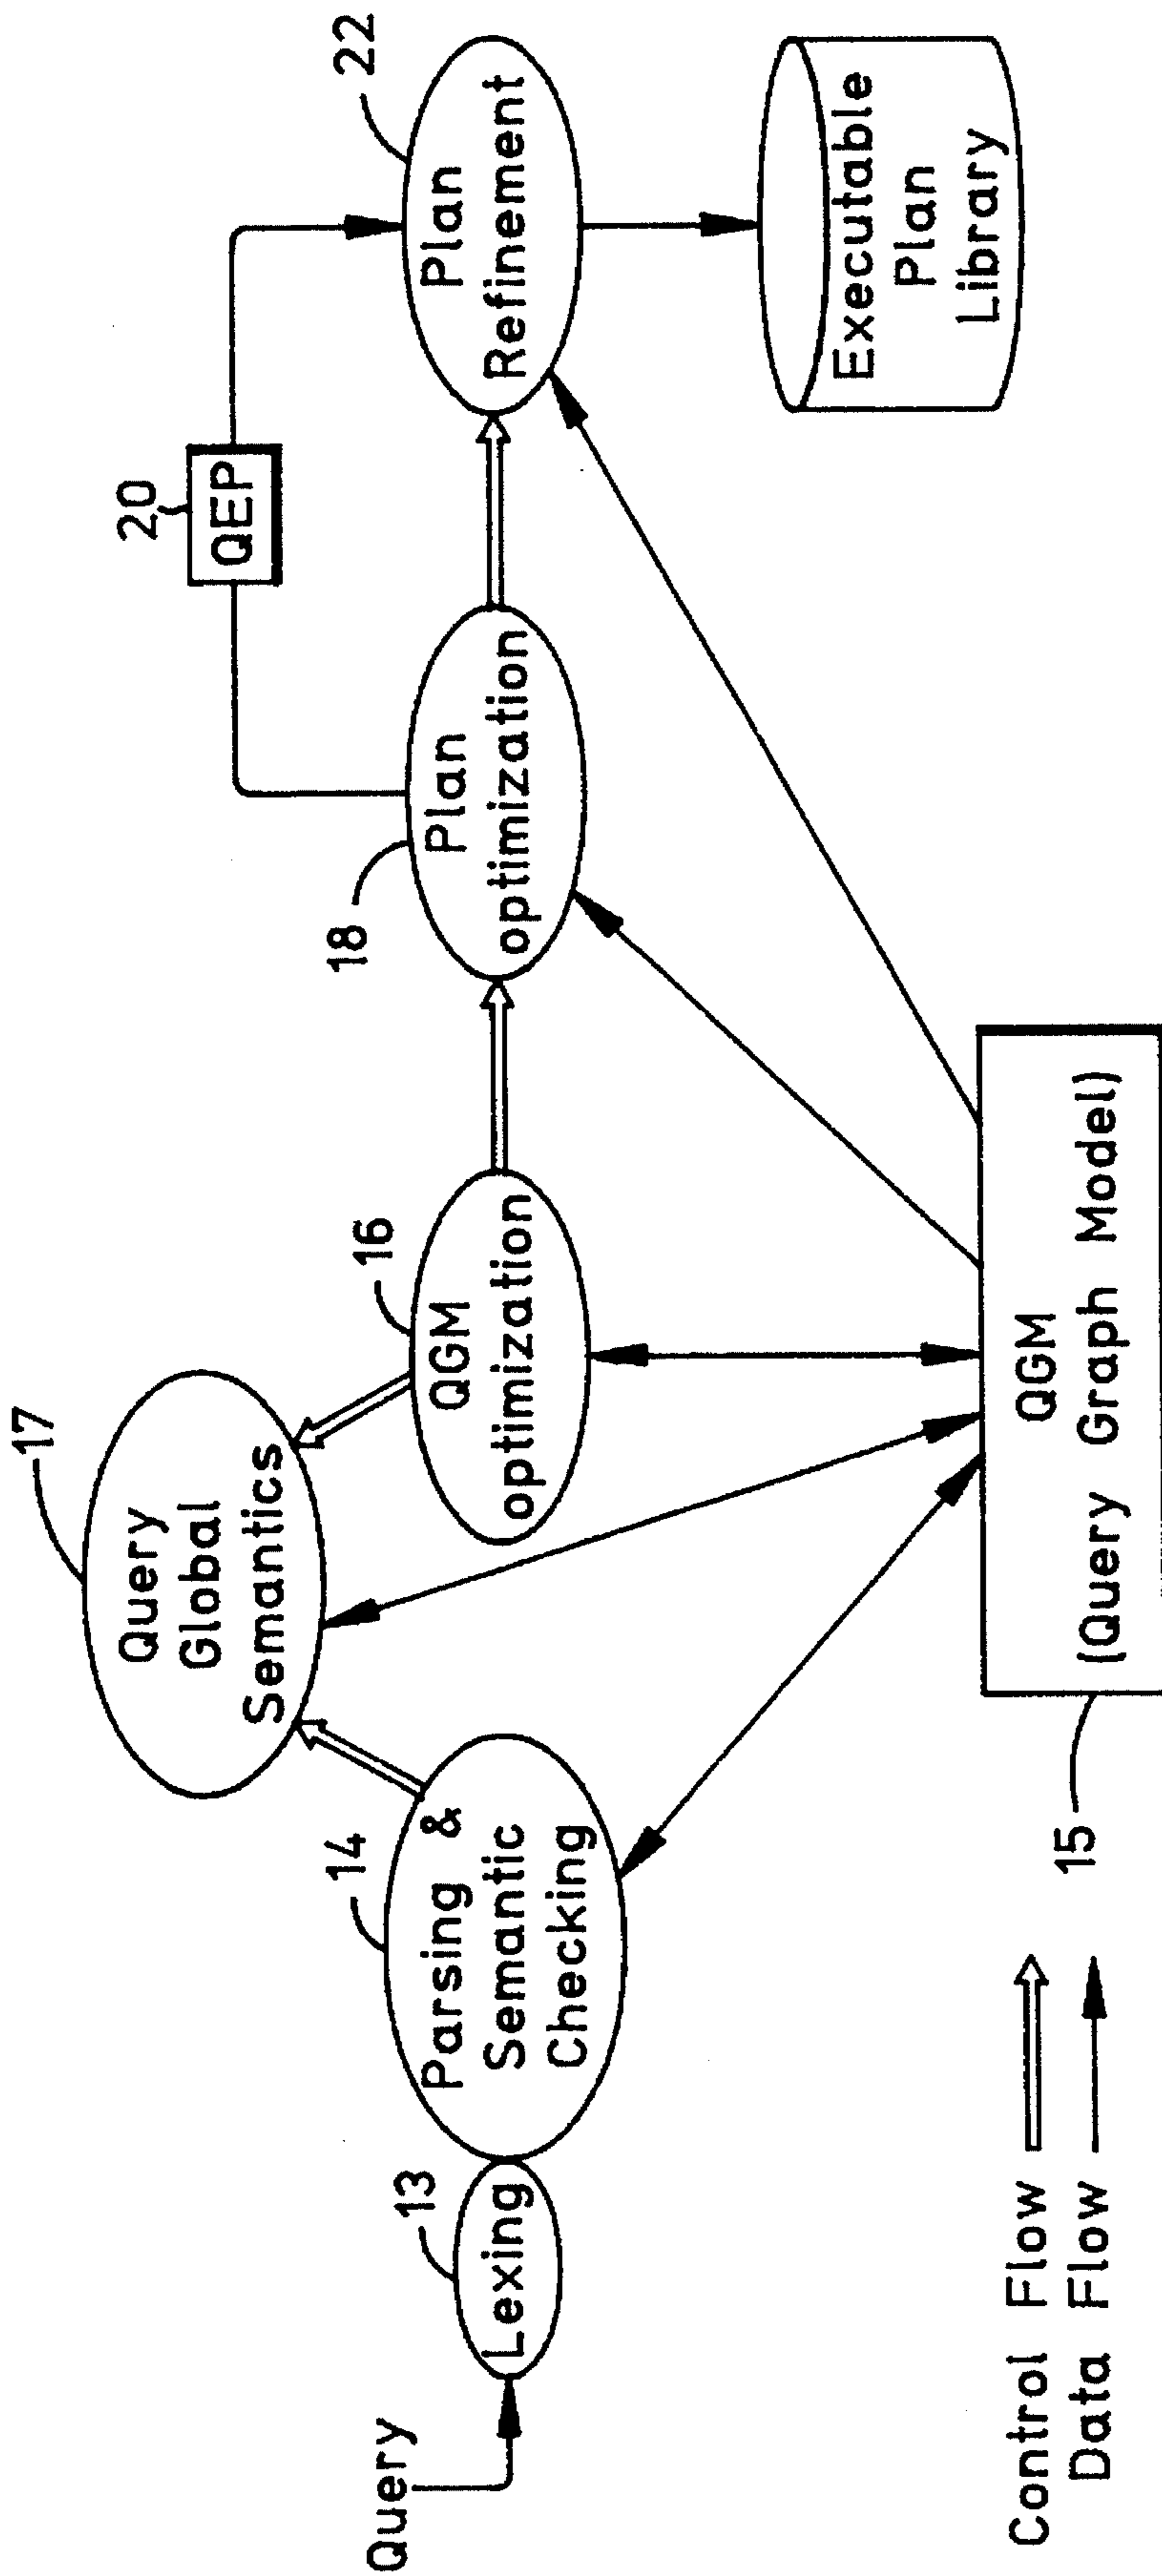 Query
13
Lexing
14
Parsing &
Semantic
Checking
17
Query
Global
Semantics
16
QGM
optimization
18
Plan
optimization
20
QEP
22
Plan
Refinement
Executable
Plan
Library
QGM
(Query Graph Model)
15
Control Flow
Data Flow